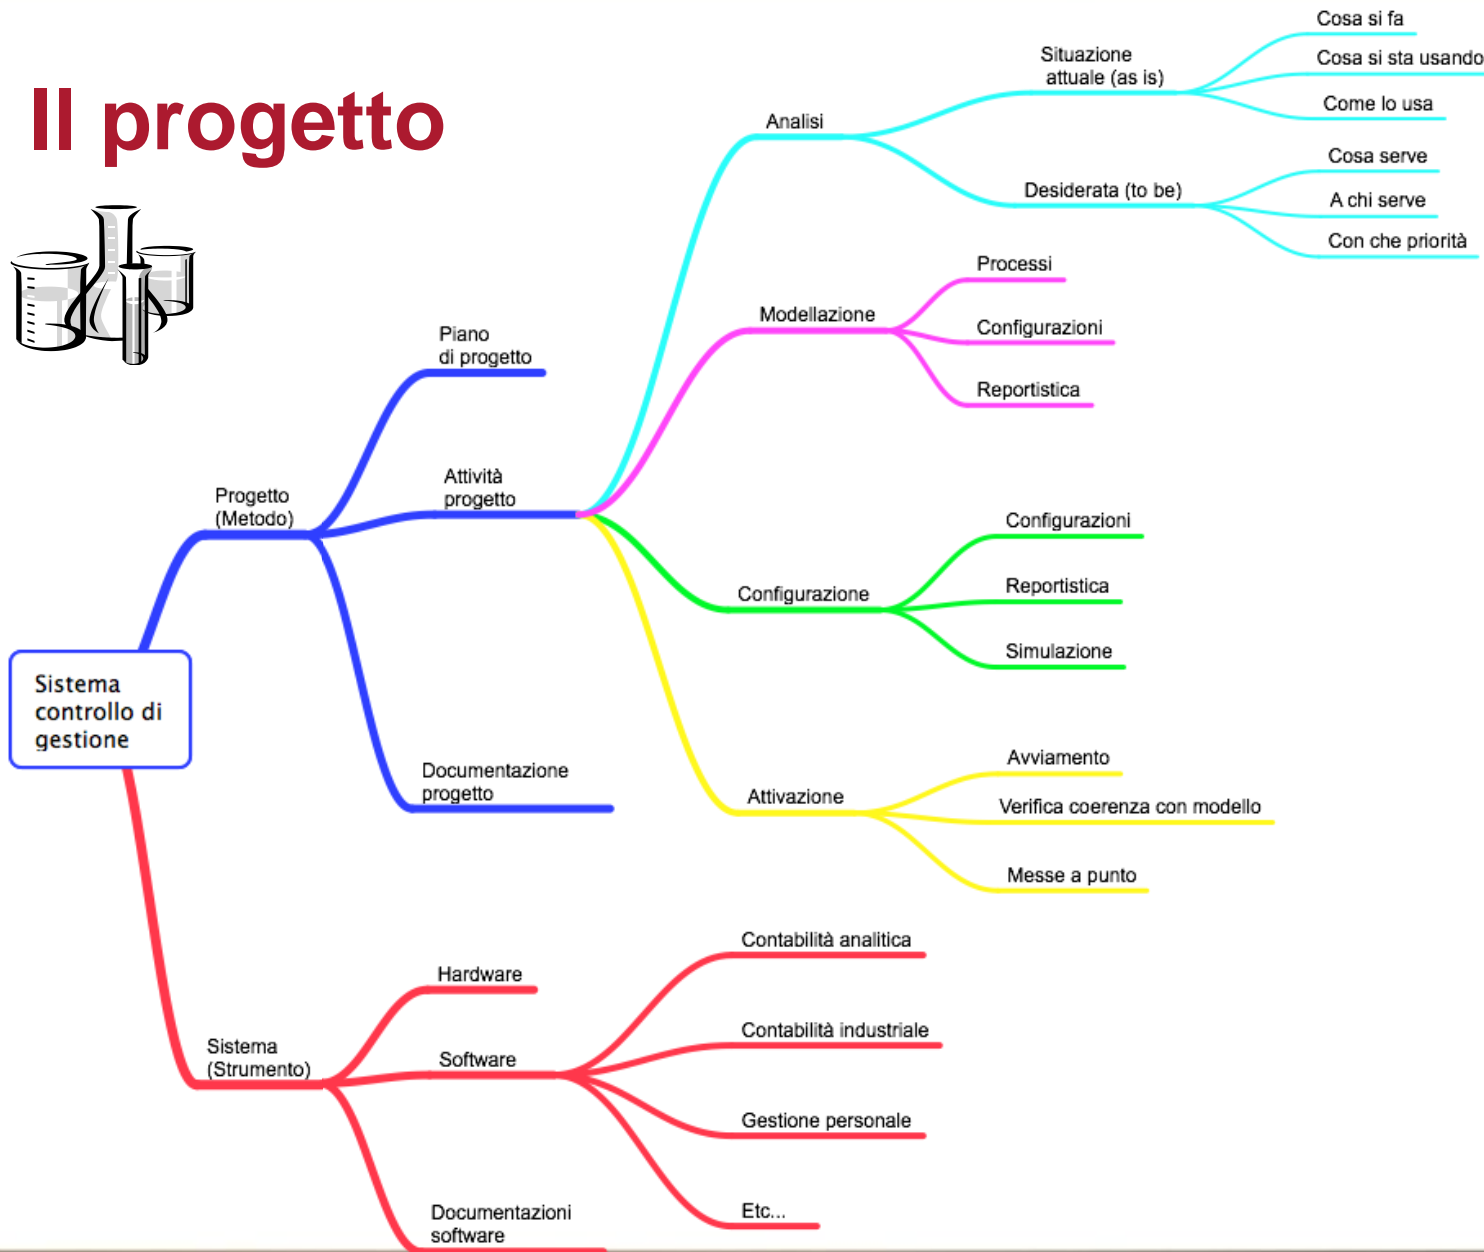 Il progetto
Cosa si fa
Situazione
attuale (as is)
Cosa si sta usando
Come lo usa
Analisi
Cosa serve
Desiderata (to be)
A chi serve
Con che priorità
Processi
Modellazione
Configurazioni
Reportistica
Piano
di progetto
Attività
progetto
Progetto
(Metodo)
Configurazioni
Reportistica
Configurazione
Simulazione
Sistema
controllo di
gestione
Documentazione
progetto
Avviamento
Attivazione
Verifica coerenza con modello
Messe a punto
Contabilità analitica
Hardware
Contabilità industriale
Sistema
(Strumento)
Software
Gestione personale
Etc...
Documentazioni
software